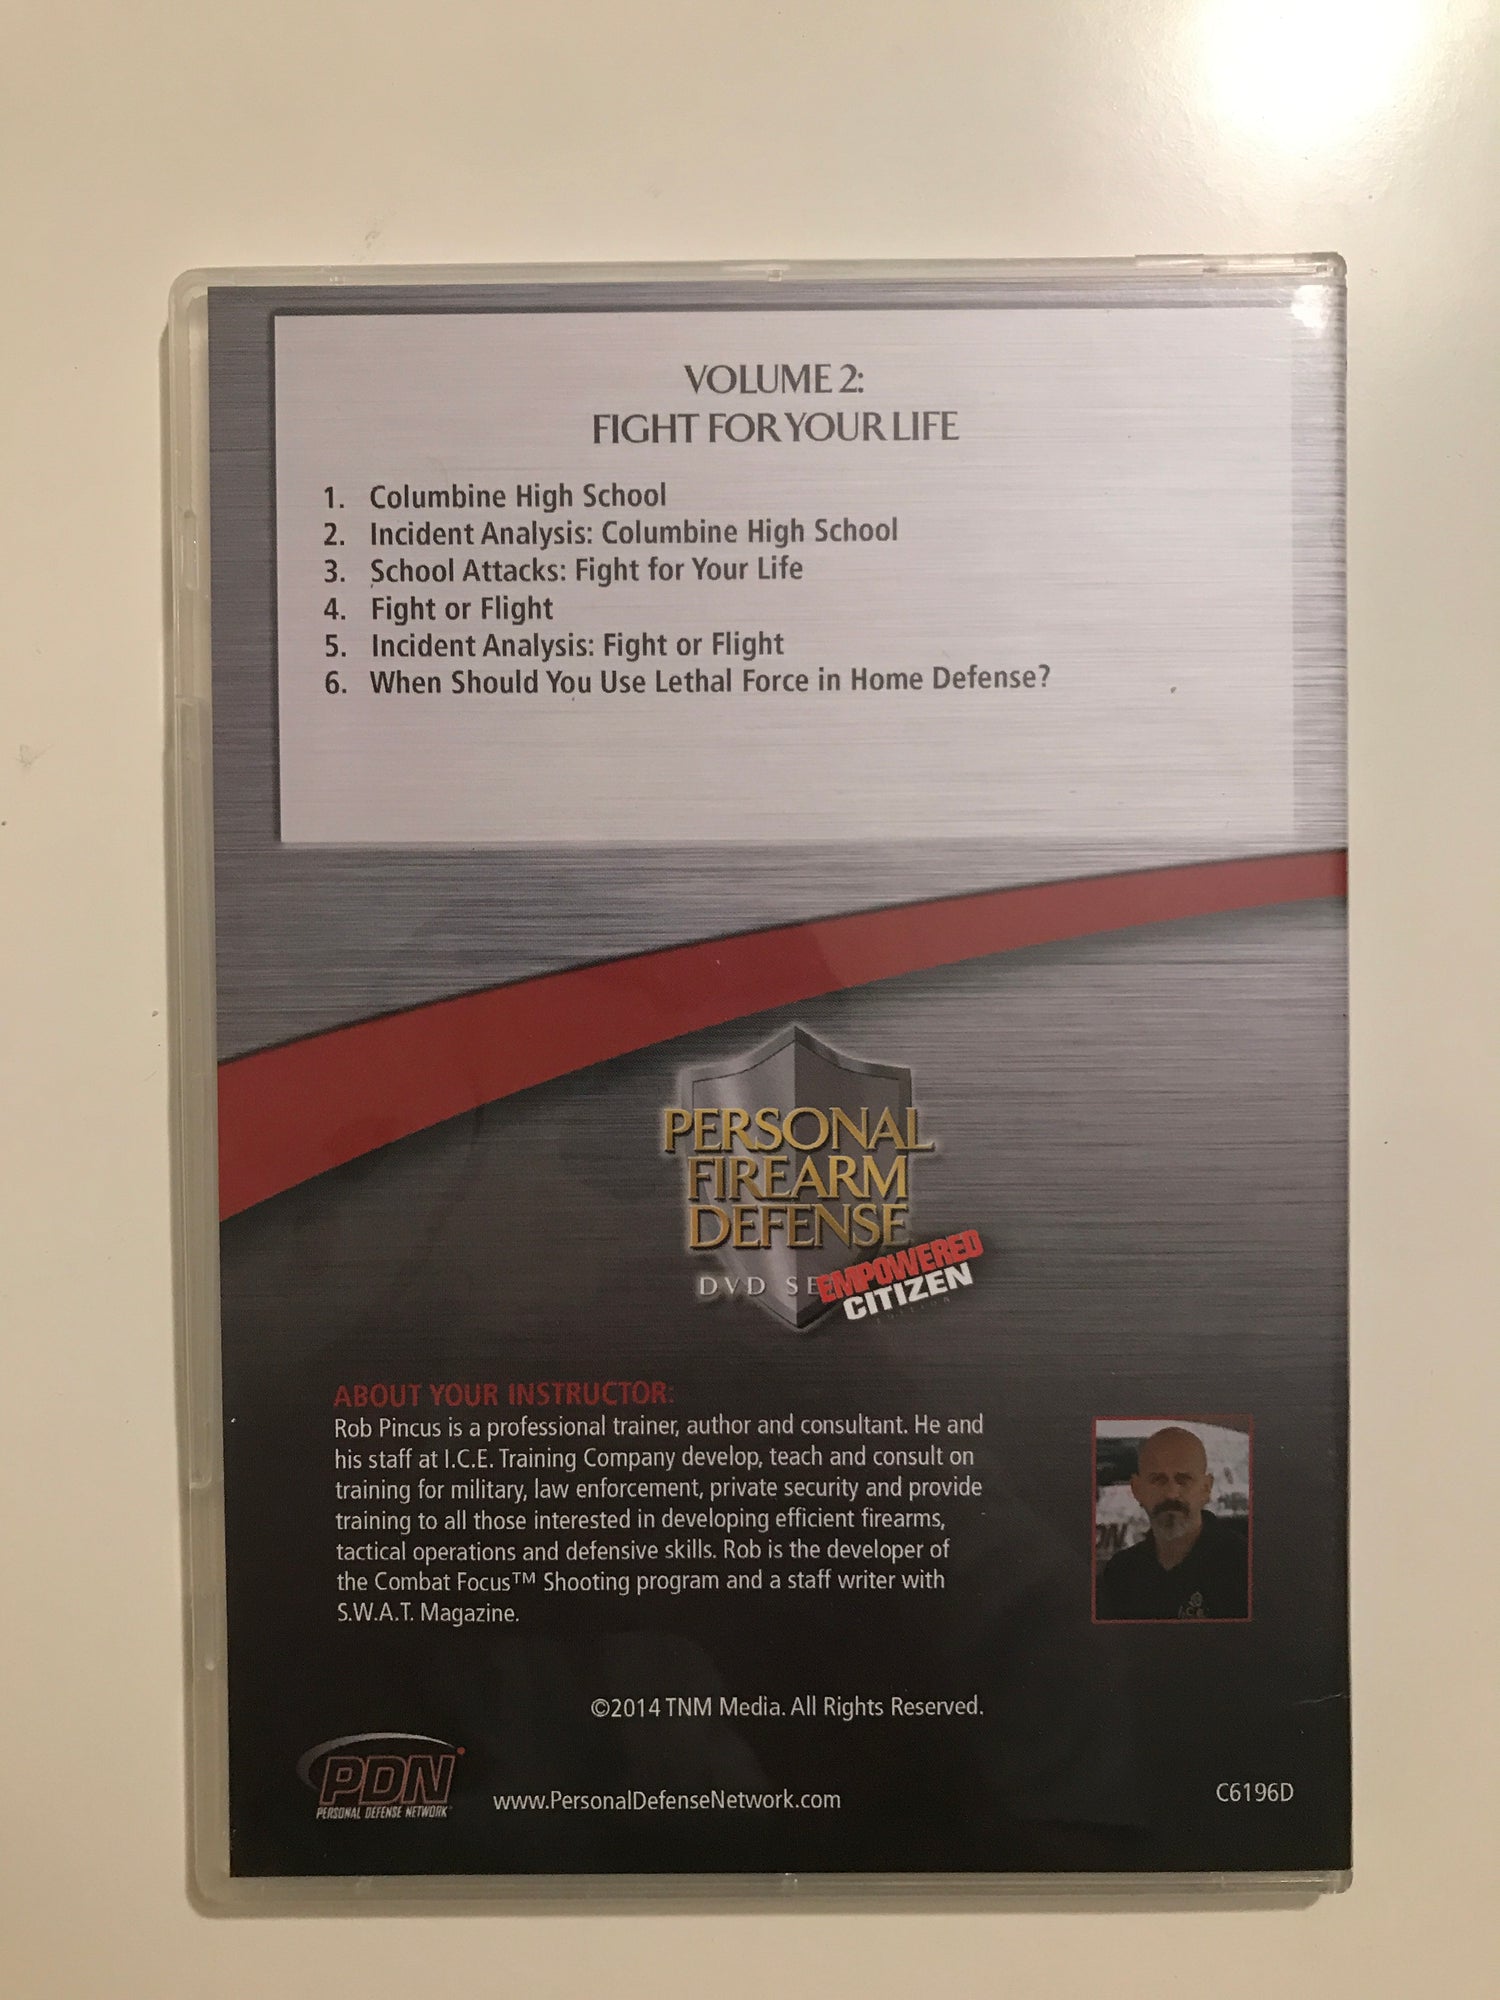 VOLUME 2:
FIGHT FOR YOUR LIFE
1. Columbine High School
2. Incident Analysis: Columbine High School
3. School Attacks: Fight for Your Life
4. Fight or Flight
5. Incident Analysis: Fight or Flight
6. When Should You Use Lethal Force in Home Defense?
PERSONAL
FIREARM
DEFENSE
DVD SE
EMPOWERED
CITIZEN
ABOUT YOUR INSTRUCTOR:
Rob Pincus is a professional trainer, author and consultant. He and
his staff at I.C.E. Training Company develop, teach and consult on
training for military, law enforcement, private security and provide
training to all those interested in developing efficient firearms,
tactical operations and defensive skills. Rob is the developer of
the Combat Focus™ Shooting program and a staff writer with
S.W.A.T. Magazine.
©2014 TNM Media. All Rights Reserved.
PDN
PERSONAL DEFENSE NETWORK
www.PersonalDefenseNetwork.com
C6196D